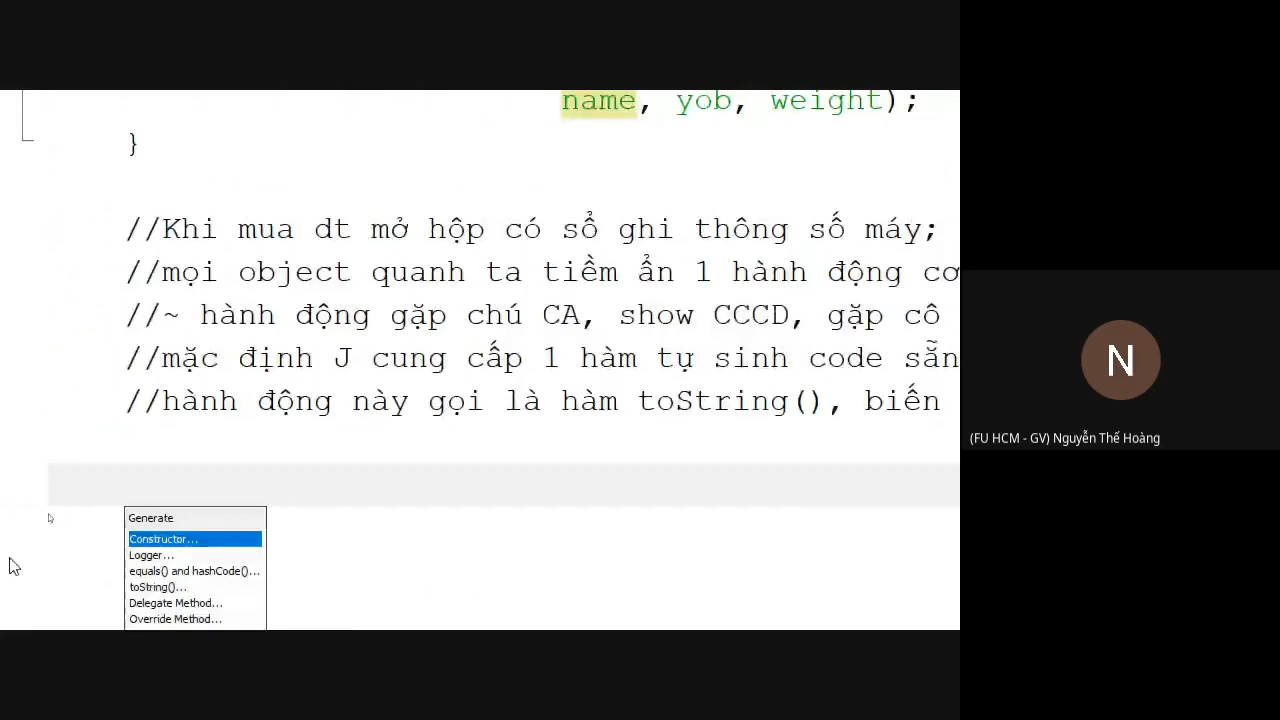 name, yob, weight);
}
//Khi mua dt mở hộp có sổ ghi thông số máy;
//mọi object quanh ta tiềm ẩn 1 hành động cơ
//~ hành động gặp chú CA, show CCCD, gặp cô
//mặc định J cung cấp 1 hàm tự sinh code sẵn
//hành động này gọi là hàm toString(), biến
Generate
Constructor...
Logger...
equals() and hashCode()...
toString()...
Delegate Method...
Override Method...
N
(FU HCM - GV) Nguyễn Thế Hoàng